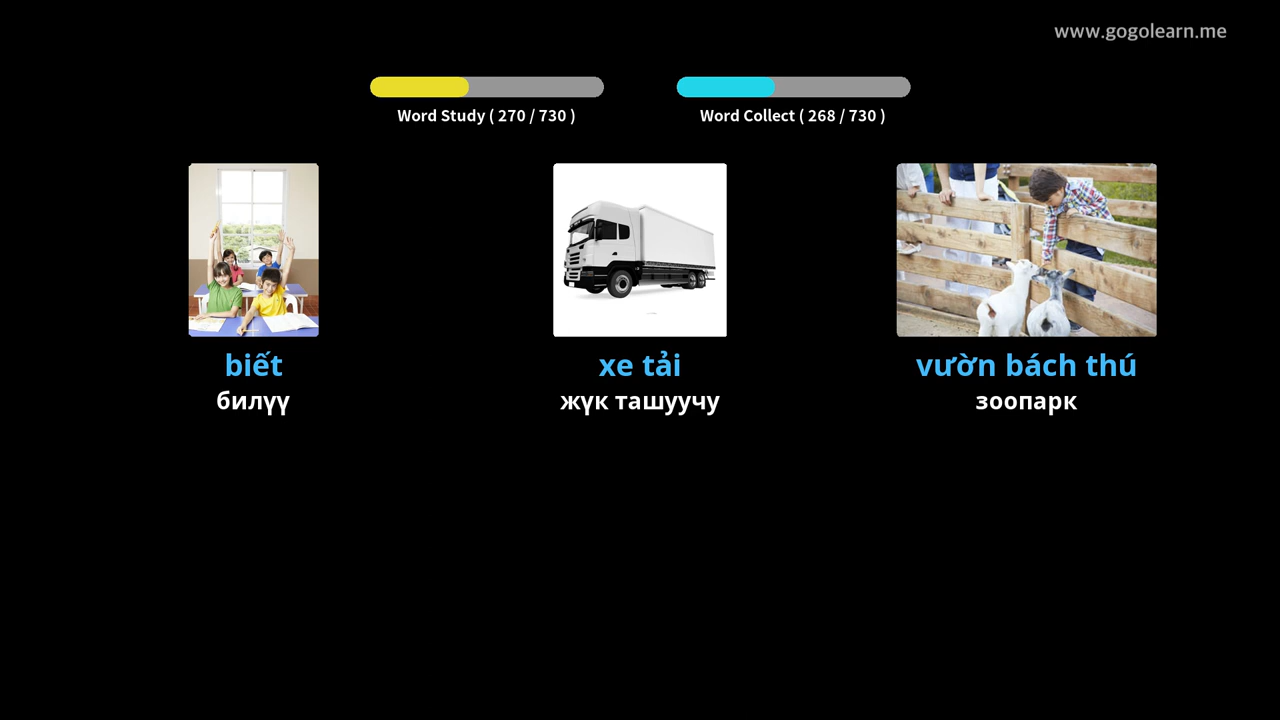 www.gogolearn.me
Word Study ( 270 / 730 )
Word Collect ( 268 / 730 )
biết
билүү
xe tải
жүк ташуучу
vườn bách thú
зоопарк